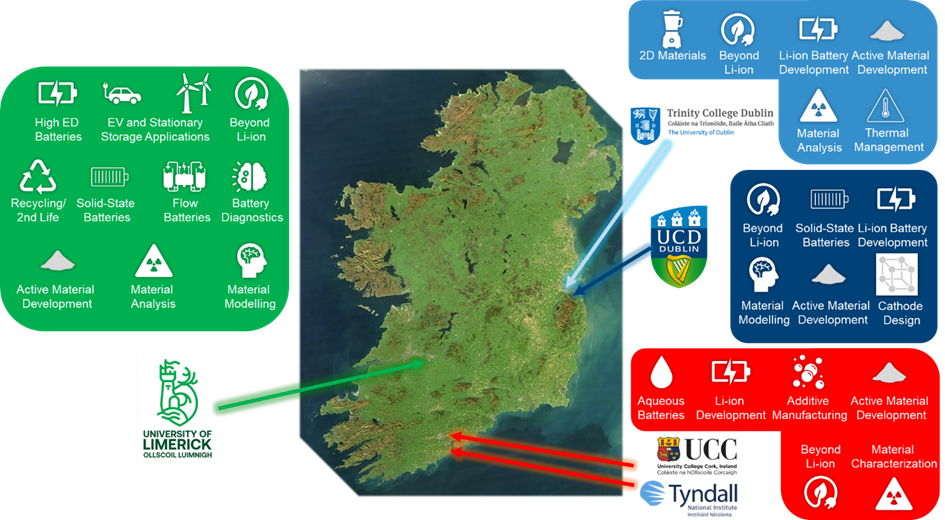 High ED
Batteries
EV and Stationary
Storage Applications
Beyond
Li-ion
Recycling/
2nd Life
Solid-State
Batteries
Flow
Batteries
Battery
Diagnostics
Active Material
Development
Material
Analysis
Material
Modelling
UNIVERSITY OF
LIMERICK
OLLSCOIL LUIMNIGH
2D Materials
Beyond
Li-ion
Li-ion Battery
Development
Active Material
Development
Material
Analysis
Thermal
Management
Trinity College Dublin
Coláiste na Tríonóide, Baile Átha Cliath
The University of Dublin
UCD
DUBLIN
Beyond
Li-ion
Solid-State
Batteries
Li-ion Battery
Development
Material
Modelling
Active Material
Development
Cathode
Design
Aqueous
Batteries
Li-ion
Development
Additive
Manufacturing
Active Material
Development
Beyond
Li-ion
Material
Characterization
UCC
University College Cork, Ireland
Coláiste na hOllscoile Corcaigh
Tyndall
National Institute
Institiúid Náisiúnta